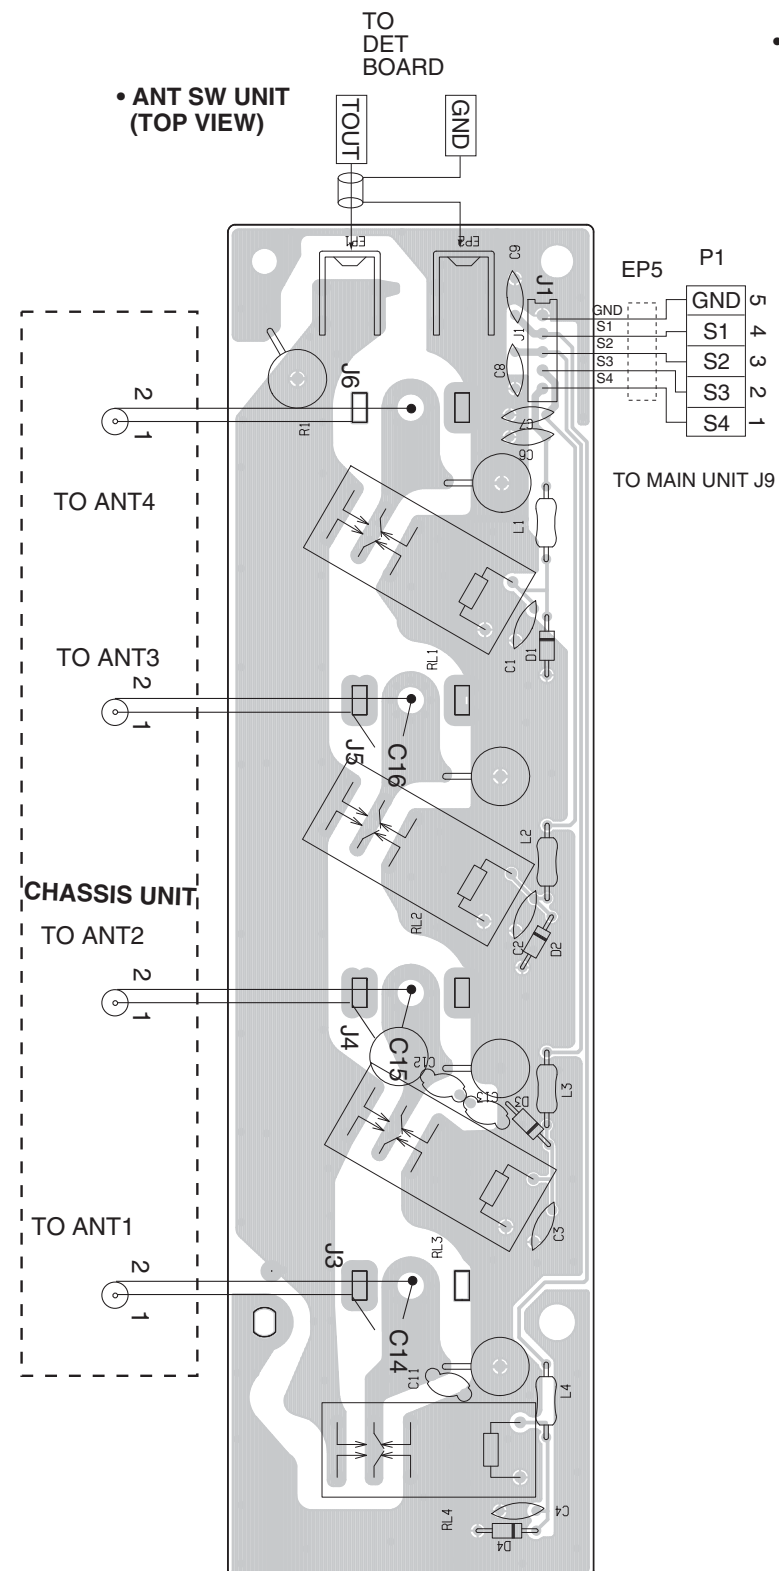 TO
DET
BOARD
• ANT SW UNIT
(TOP VIEW)
TOUT
GND
EP1
EP2
C9
J1
EP5
P1
GND
S1
S2
S3
S4
GND 5
S1 4
S2 3
S3 2
S4 1
J1
C8
TO MAIN UNIT J9
J6
R1
2
1
TO ANT4
C6
L1
C1
D1
RL1
TO ANT3
2
1
J5
C16
L2
RL2
C2
D2
CHASSIS UNIT
TO ANT2
2
1
J4
C15
C12
C13
D3
L3
C3
RL3
TO ANT1
2
1
J3
C14
C11
L4
RL4
C4
D4